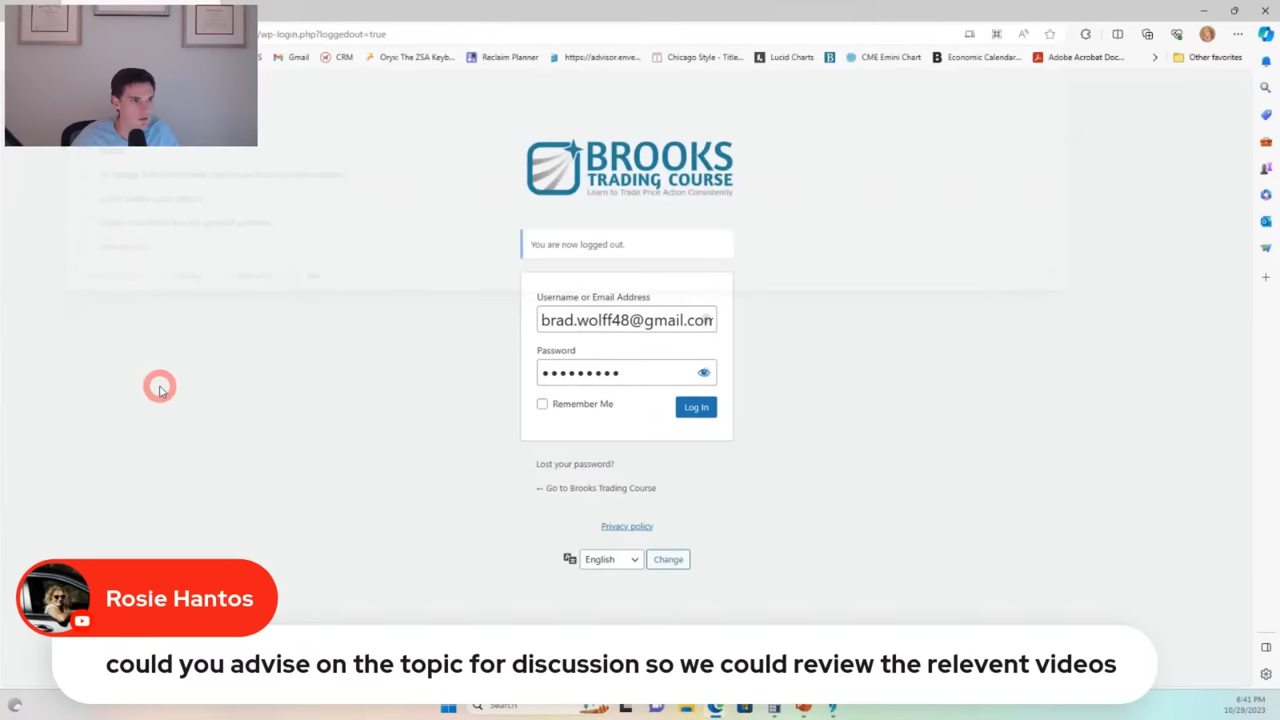 /wp-login.php?loggedout=true
Gmail
CRM
Oryx: The ZSA Keyb...
Reclaim Planner
https://advisor.enve...
Chicago Style - Title...
Lucid Charts
CME Emini Chart
Economic Calendar...
Adobe Acrobat Doc...
Other favorites
BROOKS
TRADING COURSE
Learn to Trade Price Action Consistently
You are now logged out.
Username or Email Address
brad.wolff48@gmail.com
Password
Remember Me
Log In
Lost your password?
← Go to Brooks Trading Course
Privacy policy
English
Change
Rosie Hantos
could you advise on the topic for discussion so we could review the relevent videos
Search
6:41 PM
10/29/2023